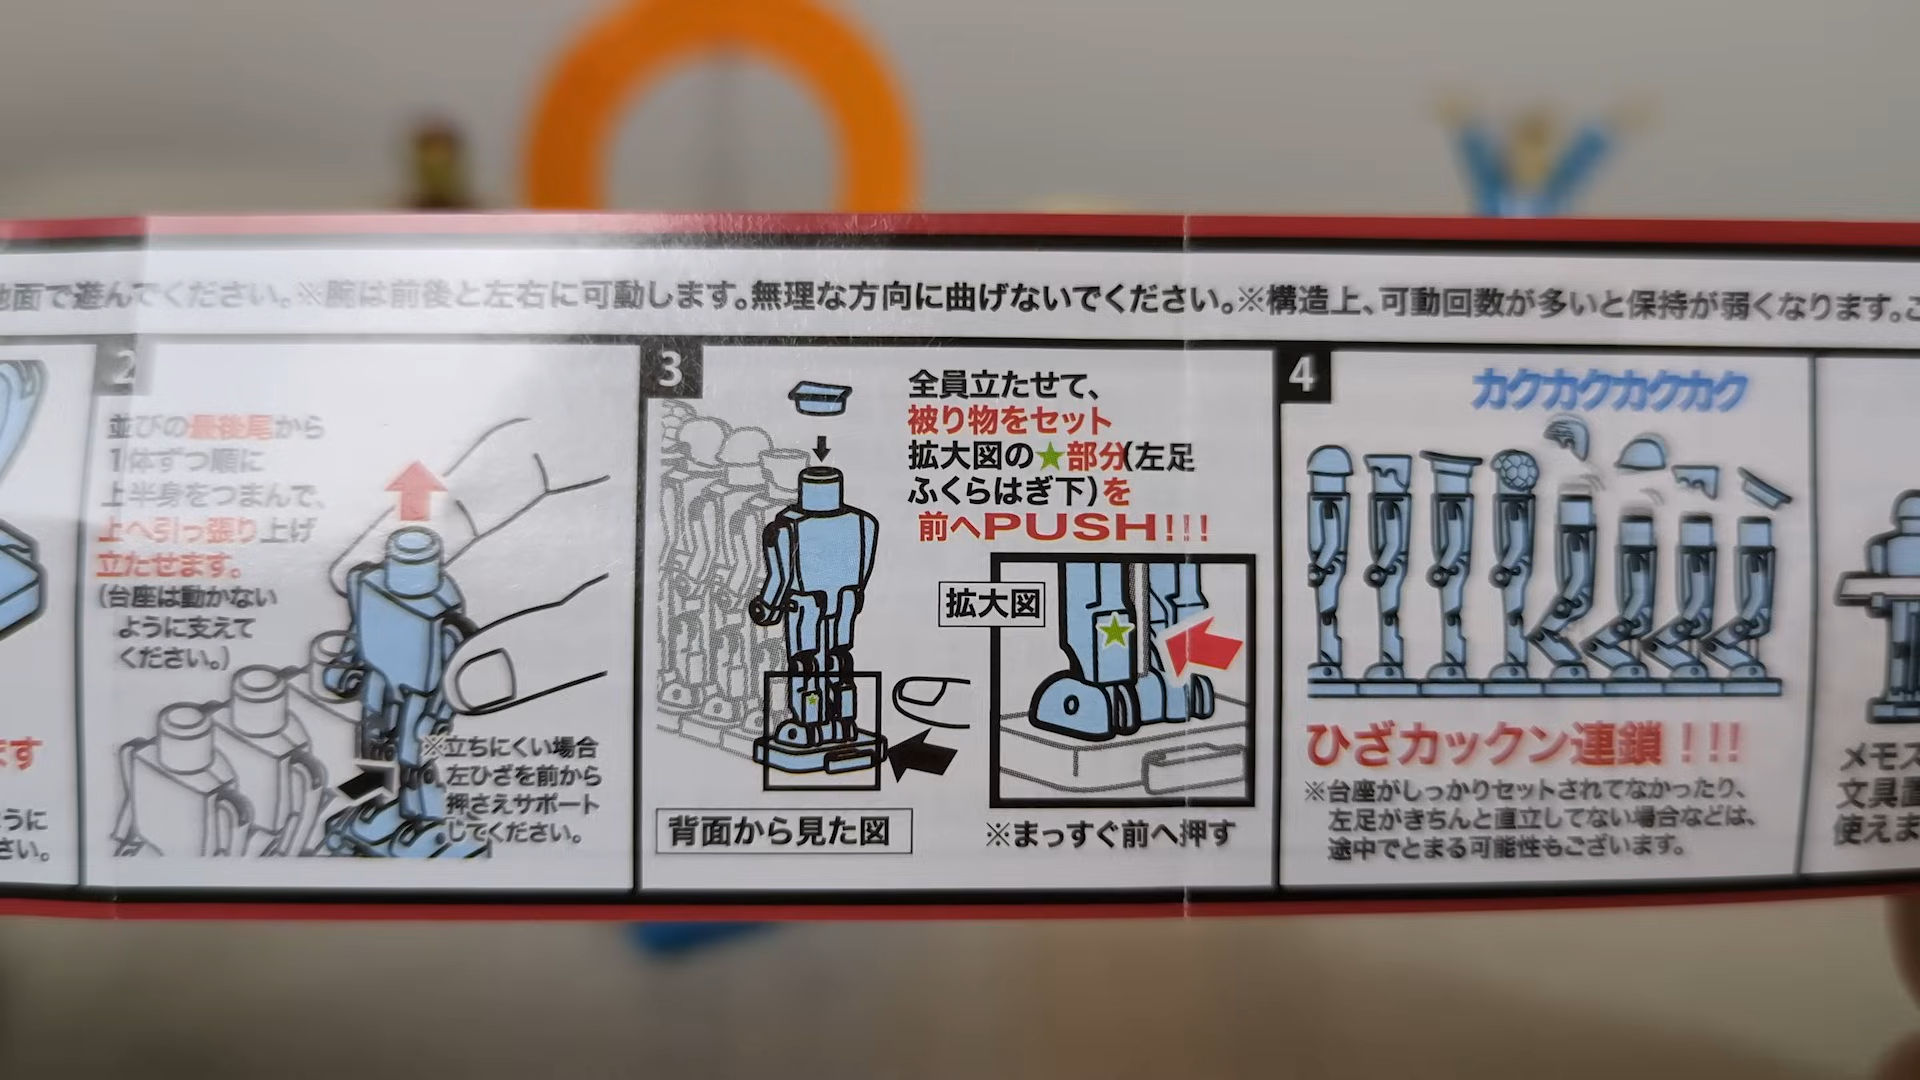 地面で遊んでください。※腕は前後と左右に可動します。無理な方向に曲げないでください。※構造上、可動回数が多いと保持が弱くなります。こ
ます
ように
さい。
2
並びの最後尾から
1体ずつ順に
上半身をつまんで、
上へ引っ張り上げ
立たせます。
(台座は動かない
ように支えて
ください。)
※立ちにくい場合
左ひざを前から
押さえサポート
してください。
3
全員立たせて、
被り物をセット
拡大図の★部分(左足
ふくらはぎ下)を
前へPUSH!!!
拡大図
背面から見た図
※まっすぐ前へ押す
4
カクカクカクカク
ひざカックン連鎖!!!
※台座がしっかりセットされてなかったり、
左足がきちんと直立してない場合などは、
途中でとまる可能性もございます。
メモス
文具置
使えま